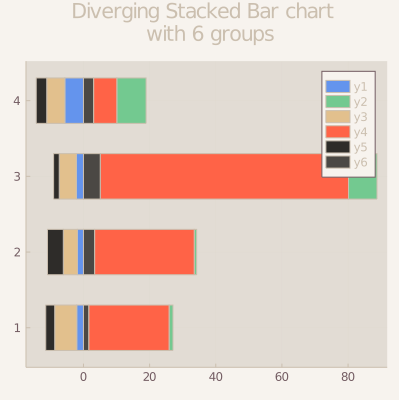 Diverging Stacked Bar chart
with 6 groups
y1
y2
y3
y4
y5
y6
4
3
2
1
0 20 40 60 80